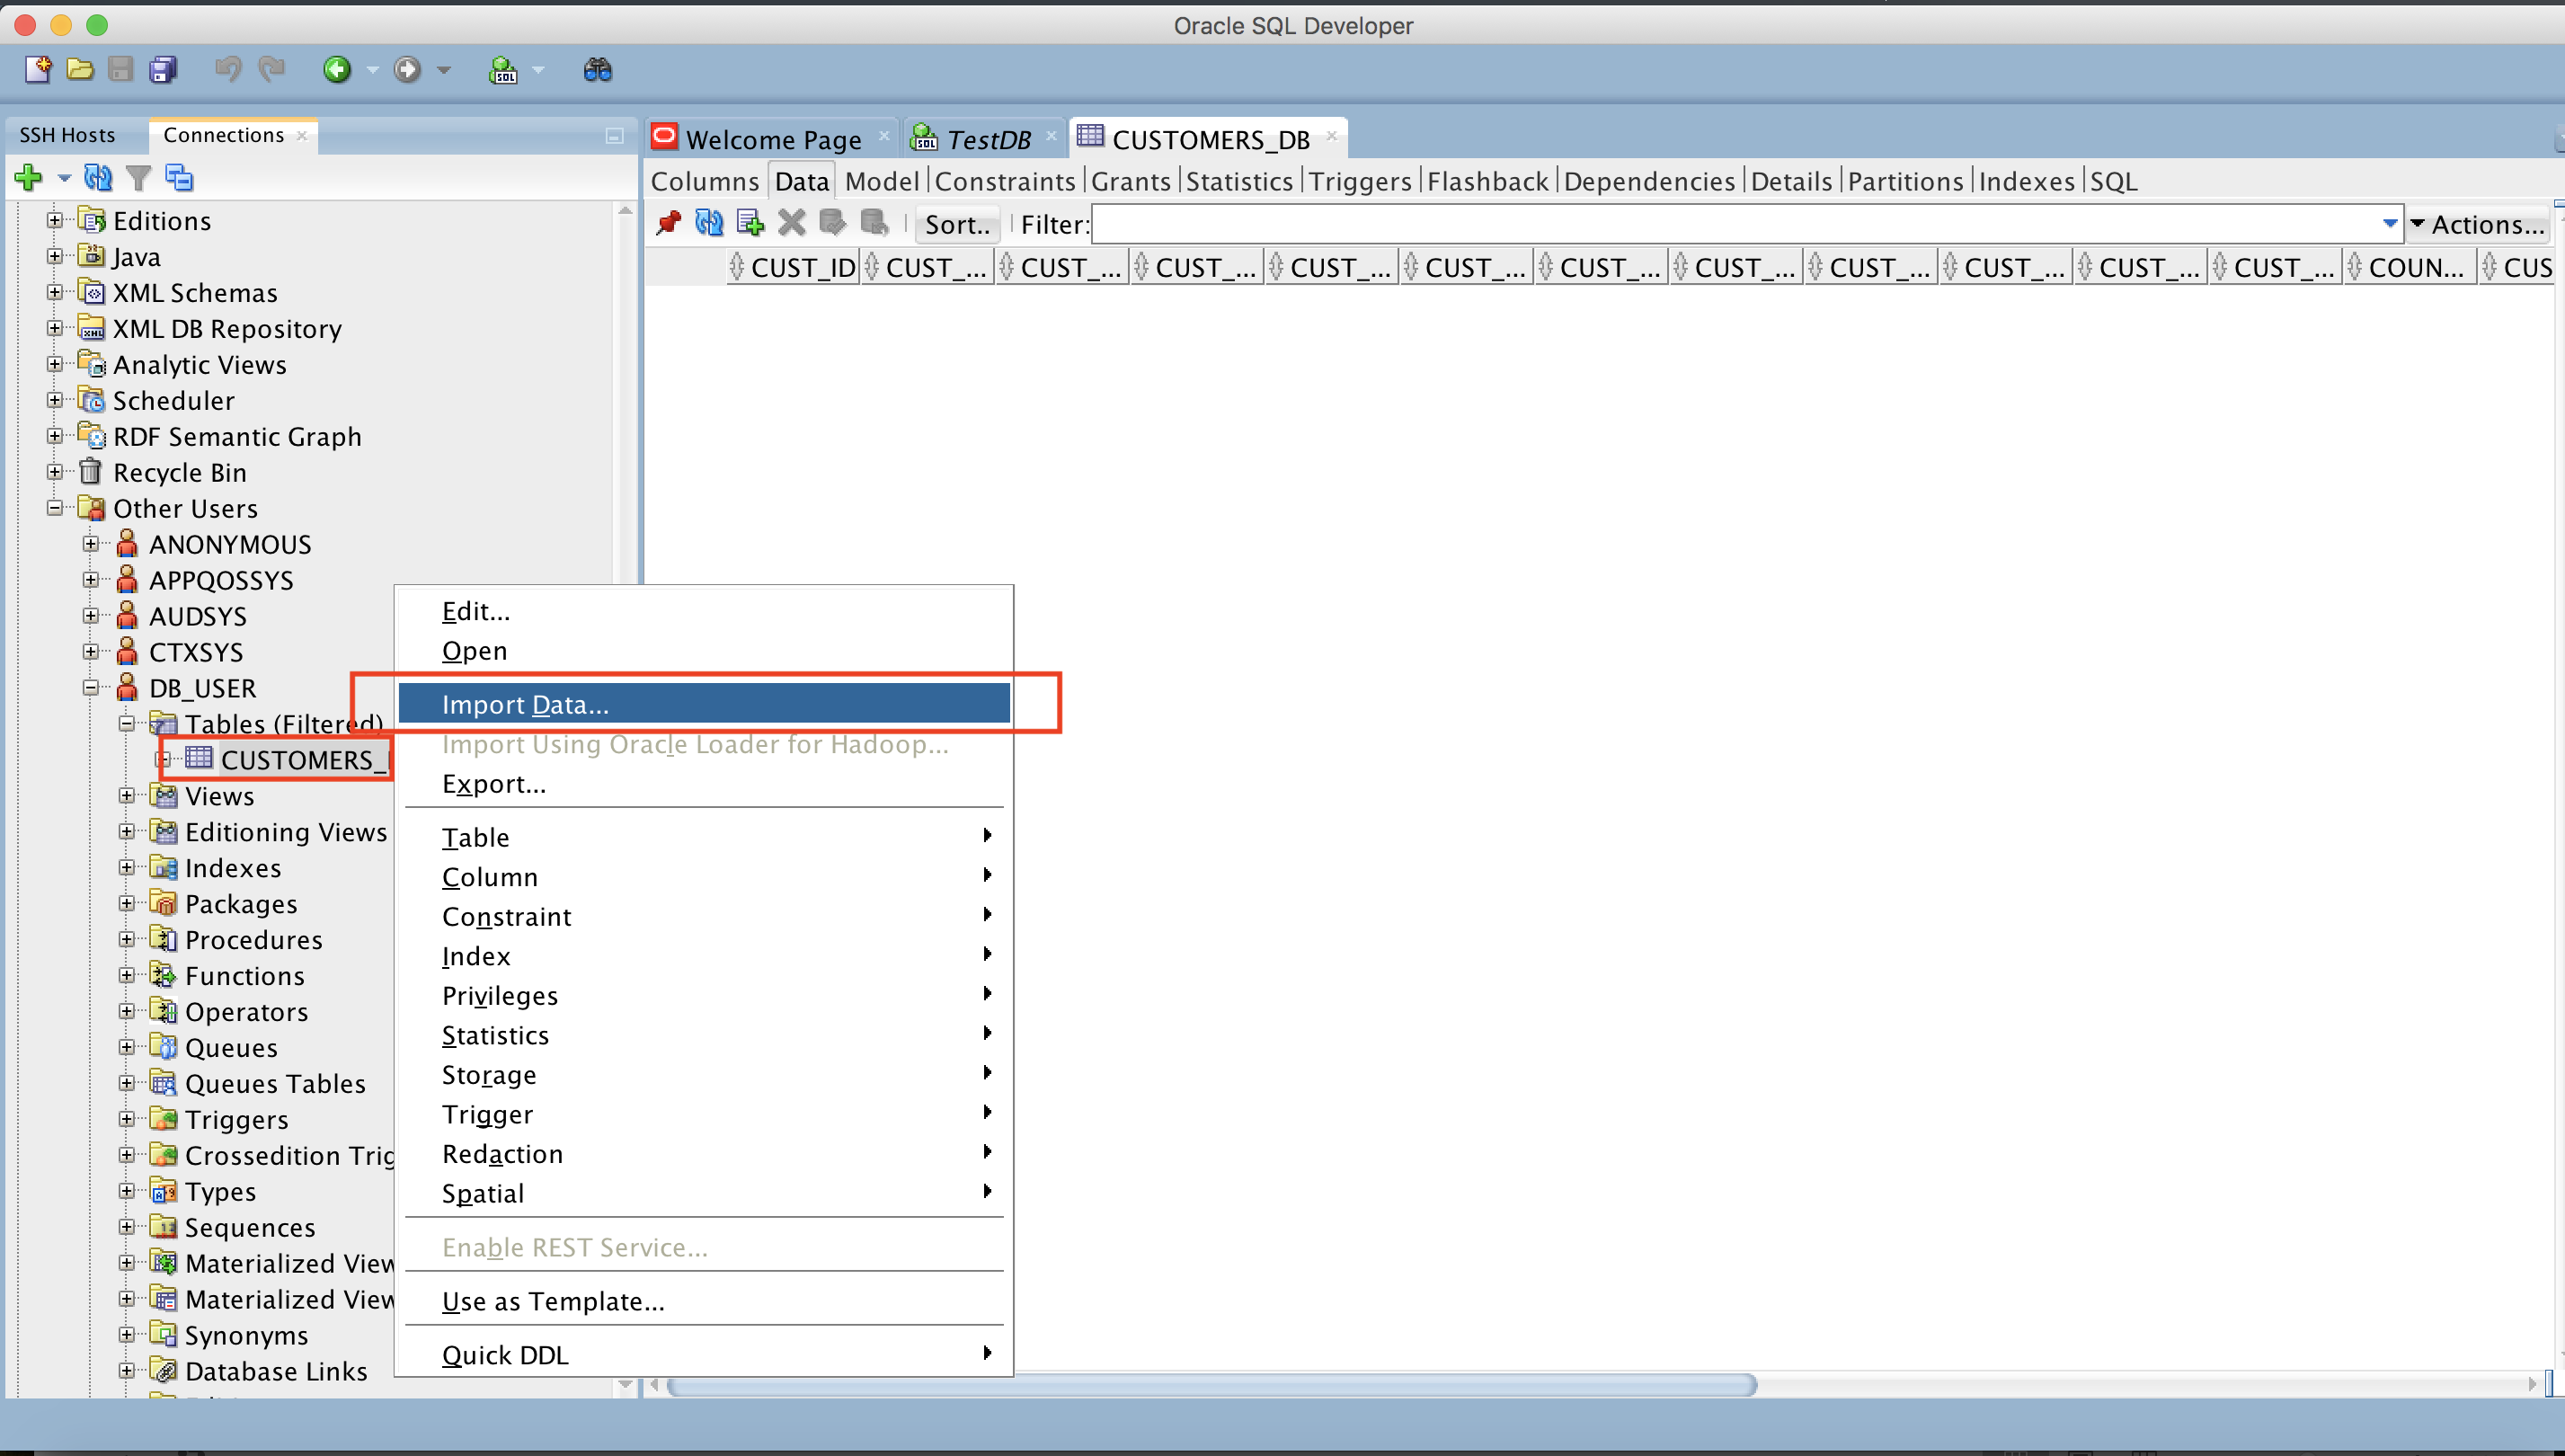 Oracle SQL Developer
SSH Hosts
Connections
Welcome Page
TestDB
CUSTOMERS_DB
Columns Data Model Constraints Grants Statistics Triggers Flashback Dependencies Details Partitions Indexes SQL
Sort.. Filter: Actions...
CUST_ID CUST_... CUST_... CUST_... CUST_... CUST_... CUST_... CUST_... CUST_... CUST_... CUST_... CUST_... COUN... CUS
Editions
Java
XML Schemas
XML DB Repository
Analytic Views
Scheduler
RDF Semantic Graph
Recycle Bin
Other Users
ANONYMOUS
APPQOSSYS
AUDSYS
CTXSYS
DB_USER
Tables (Filtered)
CUSTOMERS_
Views
Editioning Views
Indexes
Packages
Procedures
Functions
Operators
Queues
Queues Tables
Triggers
Crossedition Trig
Types
Sequences
Materialized View
Materialized View
Synonyms
Database Links
Edit...
Open
Import Data...
Import Using Oracle Loader for Hadoop...
Export...
Table
Column
Constraint
Index
Privileges
Statistics
Storage
Trigger
Redaction
Spatial
Enable REST Service...
Use as Template...
Quick DDL